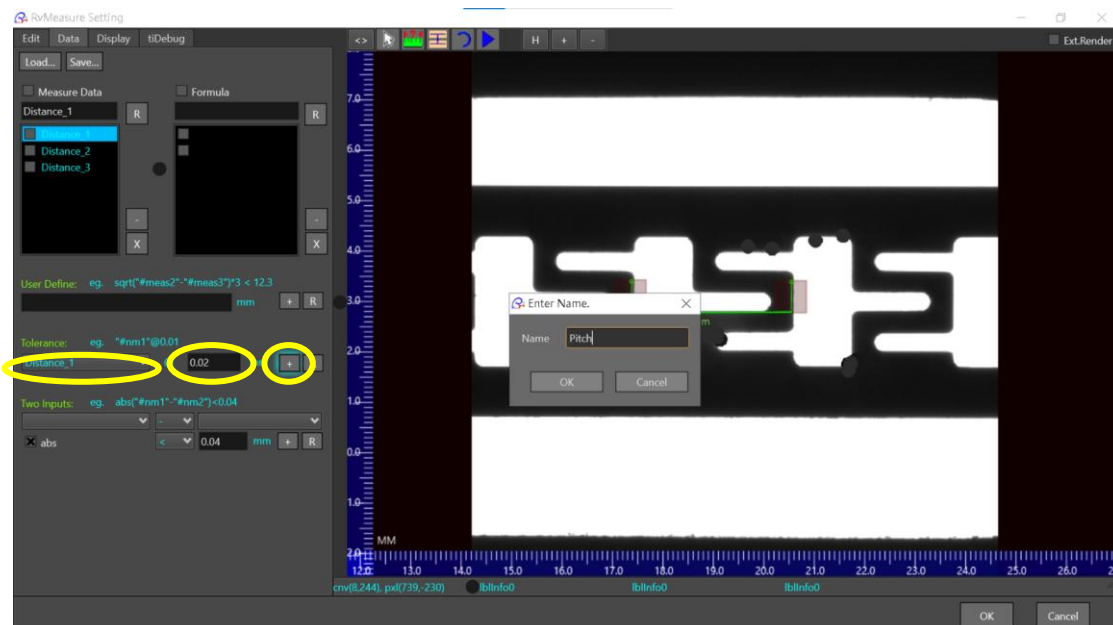 RvMeasure Setting
Edit Data Display tiDebug
<> H + - Ext.Render
Load... Save...
Measure Data Formula
Distance_1 R R
Distance_1
Distance_2
Distance_3
- -
X X
User Define: eg. sqrt("#meas2"-"#meas3")*3 < 12.3
mm + R
Tolerance: eg. "#nm1"@0.01
Distance_1 0.02 +
Two Inputs: eg. abs("#nm1"-"#nm2")<0.04
-
abs < 0.04 mm + R
7.0
6.0
5.0
4.0
3.0
2.0
1.0
0.0
1.0
2.0
MM
12.0 13.0 14.0 15.0 16.0 17.0 18.0 19.0 20.0 21.0 22.0 23.0 24.0 25.0 26.0
m
Enter Name.
Name Pitch
OK Cancel
cnv(8,244), pxl(739,-230) lblInfo0 lblInfo0 lblInfo0
OK Cancel